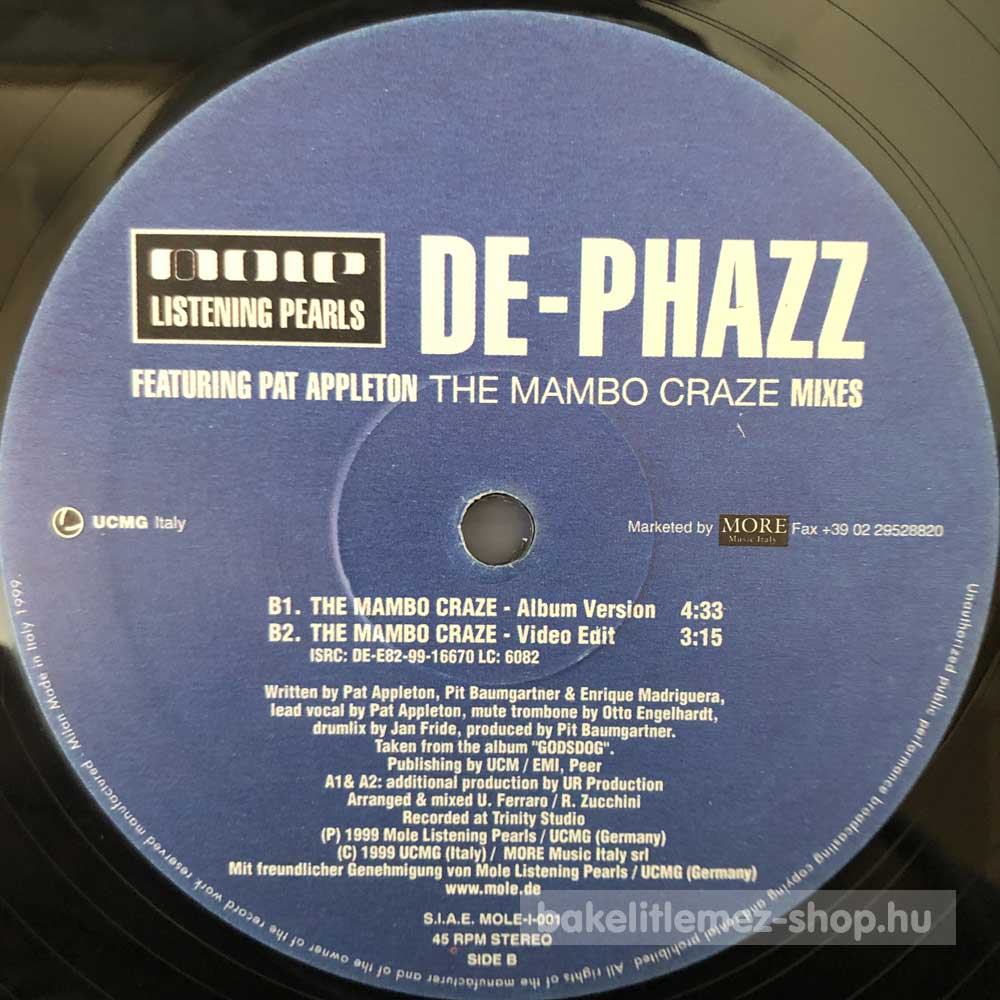 mole
LISTENING PEARLS
DE-PHAZZ
FEATURING PAT APPLETON THE MAMBO CRAZE MIXES
UCMG Italy
Marketed by MORE Fax +39 02 29528820
Music Italy
B1. THE MAMBO CRAZE - Album Version 4:33
B2. THE MAMBO CRAZE - Video Edit 3:15
ISRC: DE-E82-99-16670 LC: 6082
Written by Pat Appleton, Pit Baumgartner & Enrique Madriguera,
lead vocal by Pat Appleton, mute trombone by Otto Engelhardt,
drumlix by Jan Fride, produced by Pit Baumgartner.
Taken from the album "GODSDOG".
Publishing by UCM / EMI, Peer
A1& A2: additional production by UR Production
Arranged & mixed U. Ferraro / R. Zucchini
Recorded at Trinity Studio
(P) 1999 Mole Listening Pearls / UCMG (Germany)
(C) 1999 UCMG (Italy) / MORE Music Italy srl
Mit freundlicher Genehmigung von Mole Listening Pearls / UCMG (Germany)
www.mole.de
S.I.A.E. MOLE-I-001
45 RPM STEREO
SIDE B
Unauthorized public performance broadcasting copying and rental prohibited. All rights of the manufacturer and of the owner of the record work reserved manufactured. Milan Made in Italy 1999.
bakelitlemez-shop.hu